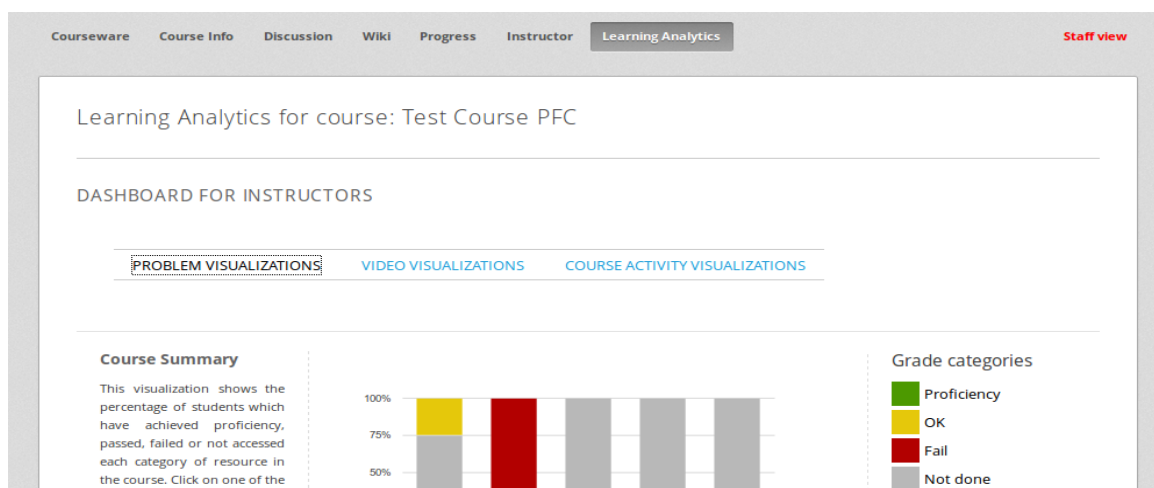 Courseware Course Info Discussion Wiki Progress Instructor Learning Analytics Staff view
Learning Analytics for course: Test Course PFC
DASHBOARD FOR INSTRUCTORS
PROBLEM VISUALIZATIONS VIDEO VISUALIZATIONS COURSE ACTIVITY VISUALIZATIONS
Course Summary
This visualization shows the
percentage of students which
have achieved proficiency,
passed, failed or not accessed
each category of resource in
the course. Click on one of the
100%
75%
50%
Grade categories
Proficiency
OK
Fail
Not done